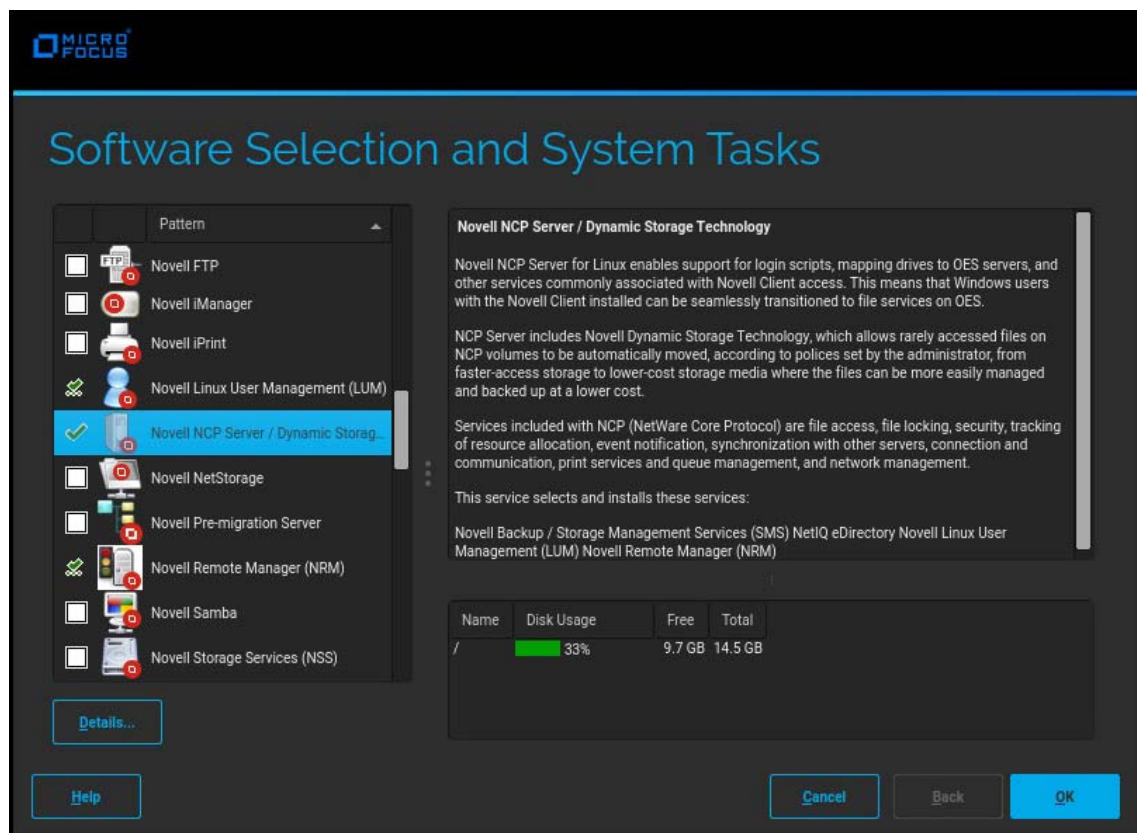 MICRO
FOCUS
Software Selection and System Tasks
Pattern
FTP
Novell FTP
Novell iManager
Novell iPrint
Novell Linux User Management (LUM)
Novell NCP Server / Dynamic Storag...
Novell NetStorage
Novell Pre-migration Server
Novell Remote Manager (NRM)
Novell Samba
Novell Storage Services (NSS)
Details...
Novell NCP Server / Dynamic Storage Technology
Novell NCP Server for Linux enables support for login scripts, mapping drives to OES servers, and
other services commonly associated with Novell Client access. This means that Windows users
with the Novell Client installed can be seamlessly transitioned to file services on OES.
NCP Server includes Novell Dynamic Storage Technology, which allows rarely accessed files on
NCP volumes to be automatically moved, according to polices set by the administrator, from
faster-access storage to lower-cost storage media where the files can be more easily managed
and backed up at a lower cost.
Services included with NCP (NetWare Core Protocol) are file access, file locking, security, tracking
of resource allocation, event notification, synchronization with other servers, connection and
communication, print services and queue management, and network management.
This service selects and installs these services:
Novell Backup / Storage Management Services (SMS) NetIQ eDirectory Novell Linux User
Management (LUM) Novell Remote Manager (NRM)
Name Disk Usage Free Total
/ 33% 9.7 GB 14.5 GB
Help
Cancel
Back
OK